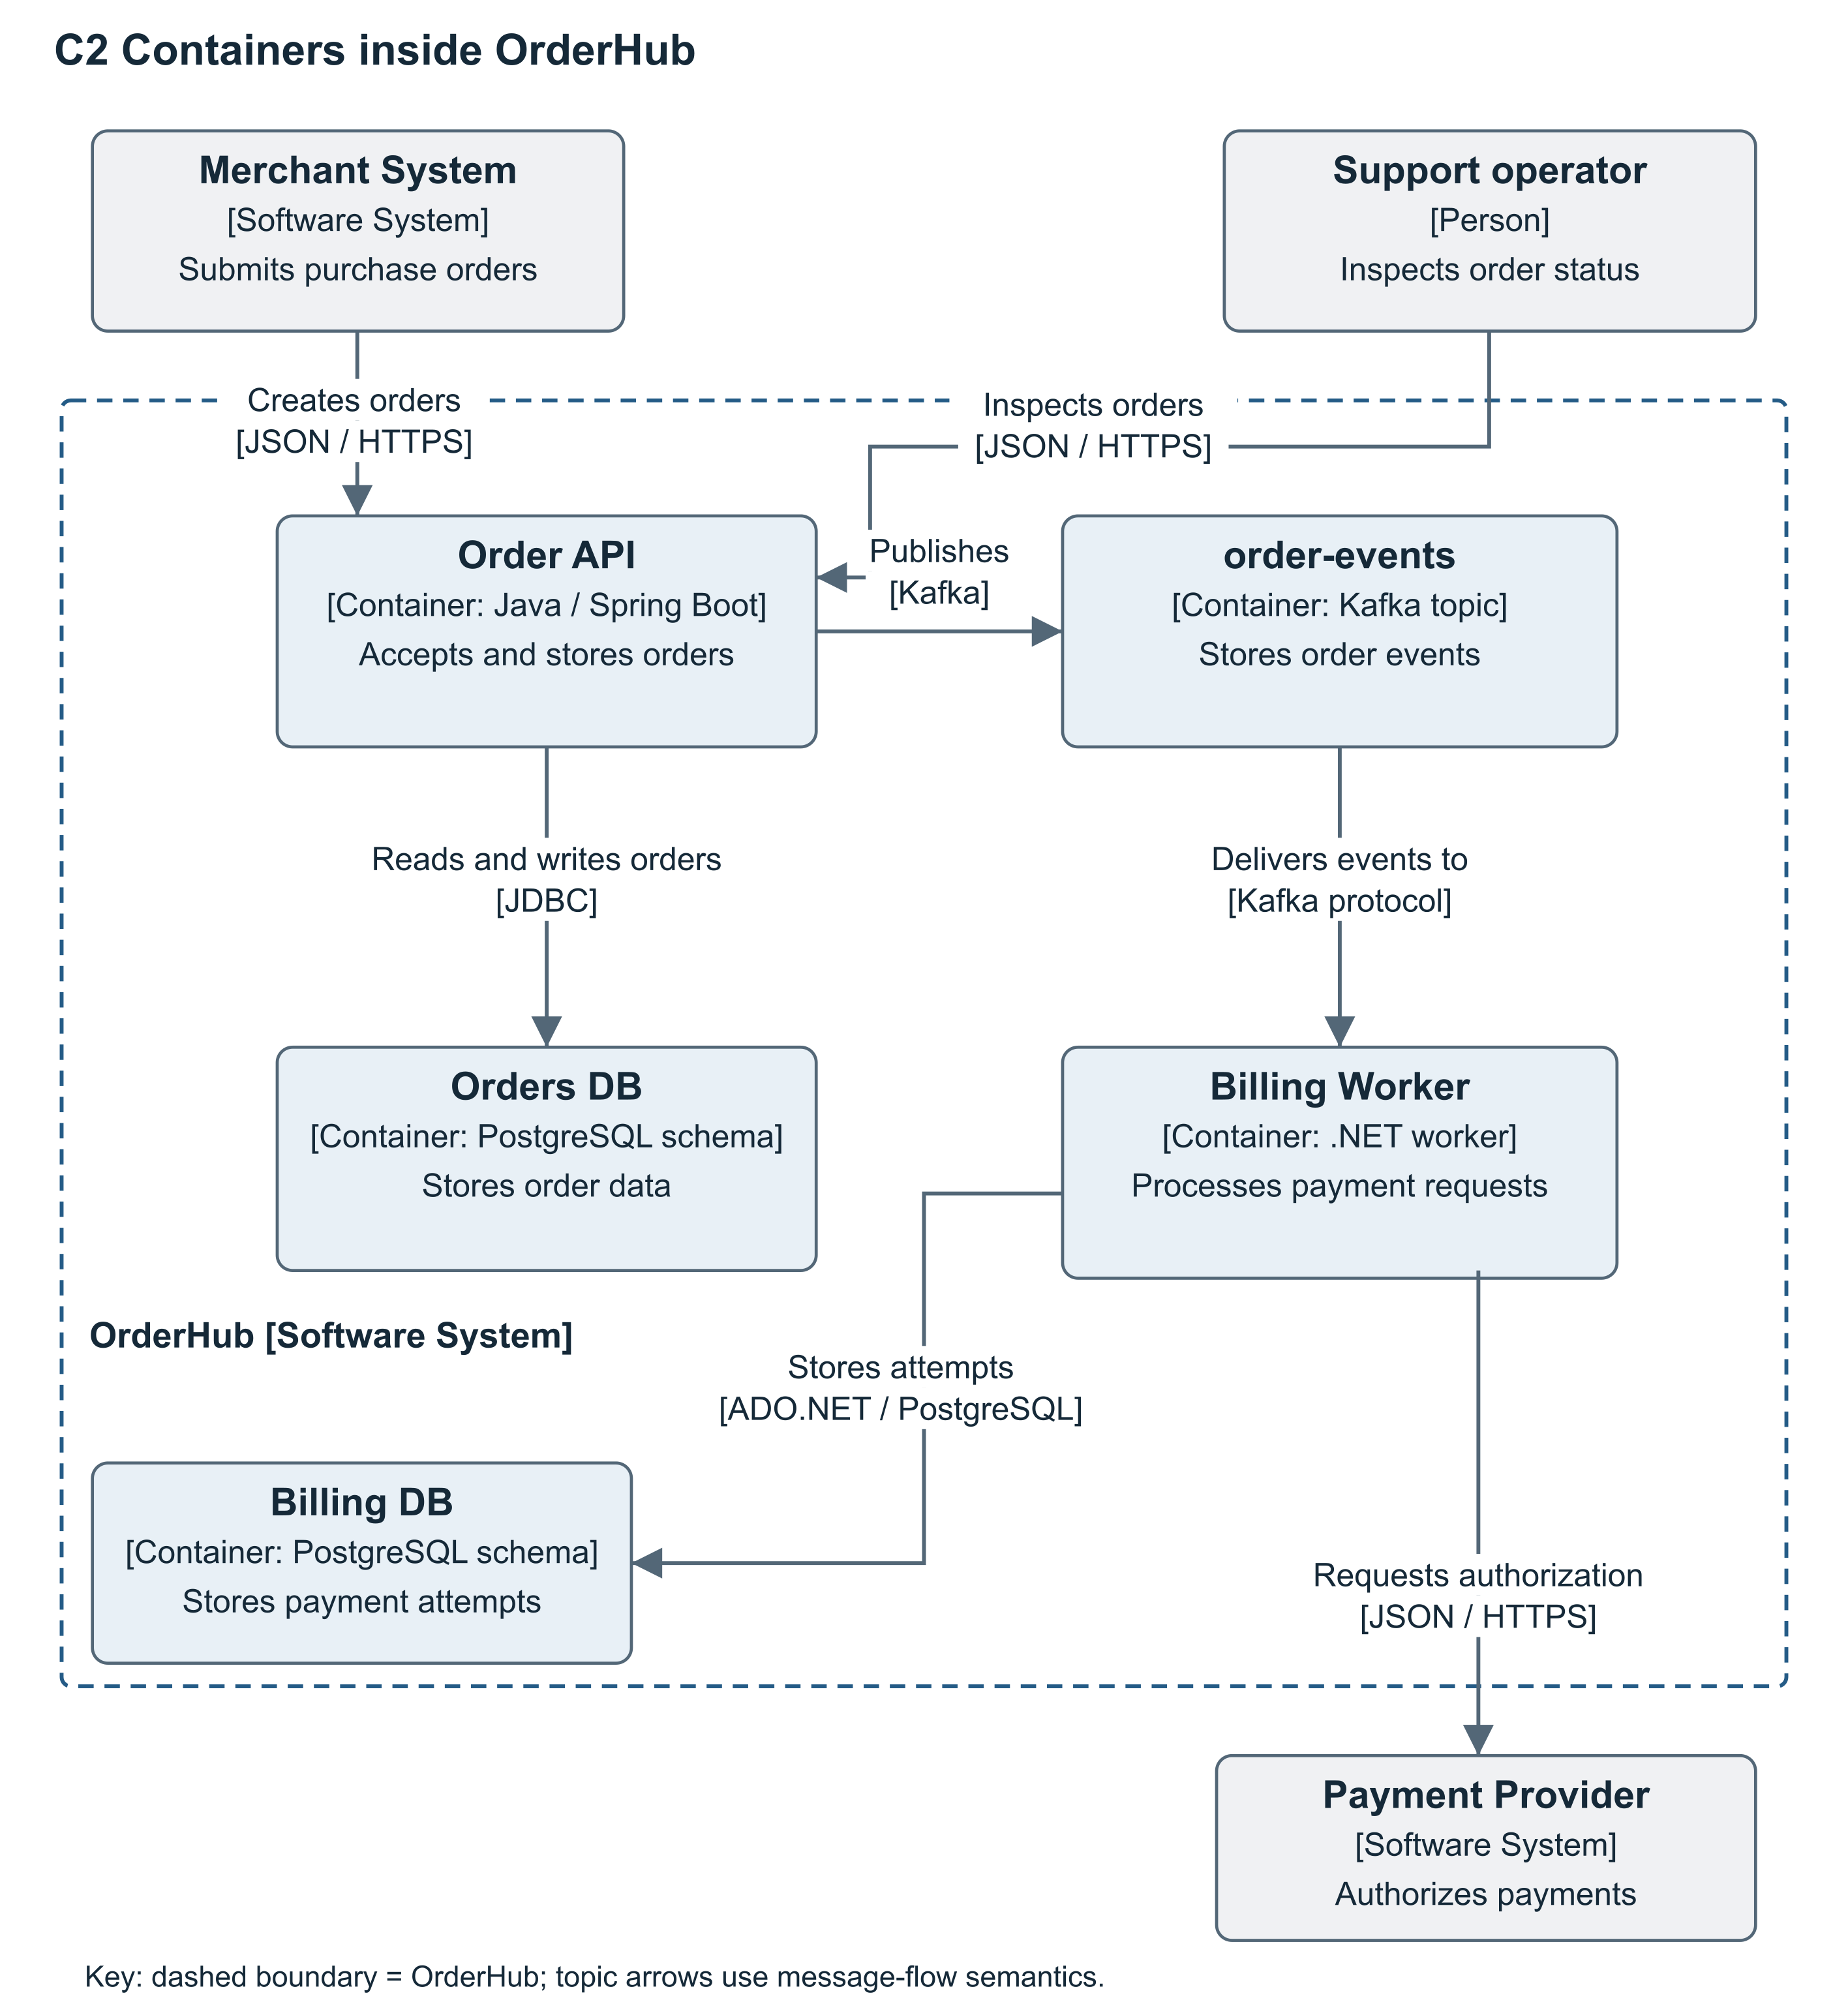 C2 Containers inside OrderHub
Merchant System
[Software System]
Submits purchase orders
Support operator
[Person]
Inspects order status
Creates orders
[JSON / HTTPS]
Inspects orders
[JSON / HTTPS]
Order API
[Container: Java / Spring Boot]
Accepts and stores orders
Publishes
[Kafka]
order-events
[Container: Kafka topic]
Stores order events
Reads and writes orders
[JDBC]
Delivers events to
[Kafka protocol]
Orders DB
[Container: PostgreSQL schema]
Stores order data
Billing Worker
[Container: .NET worker]
Processes payment requests
OrderHub [Software System]
Stores attempts
[ADO.NET / PostgreSQL]
Billing DB
[Container: PostgreSQL schema]
Stores payment attempts
Requests authorization
[JSON / HTTPS]
Payment Provider
[Software System]
Authorizes payments
Key: dashed boundary = OrderHub; topic arrows use message-flow semantics.